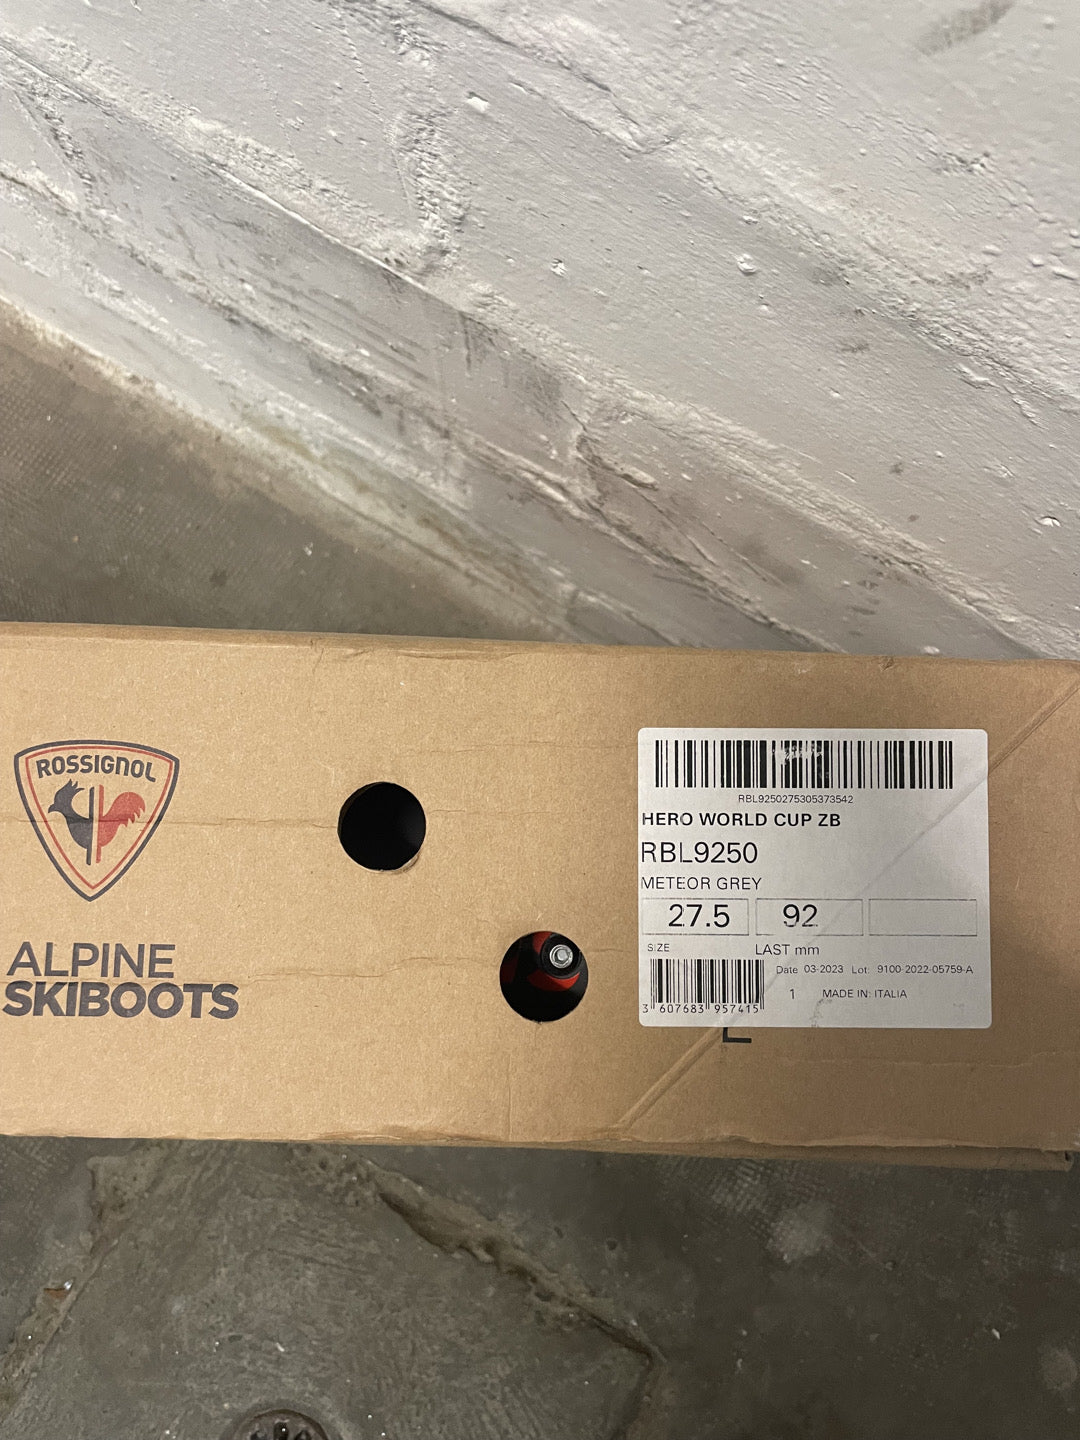 ROSSIGNOL
ALPINE
SKIBOOTS
RBL9250275305373542
HERO WORLD CUP ZB
RBL9250
METEOR GREY
27.5 92
SIZE LAST mm
Date 03-2023 Lot: 9100-2022-05759-A
1 MADE IN: ITALIA
3 607683 957415